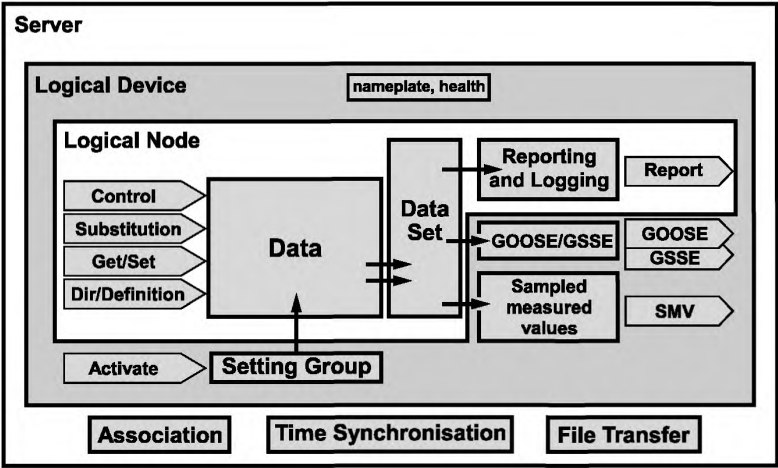 Server
Logical Device
nameplate, health
Logical Node
Control
Substitution
Get/Set
Dir/Definition
Data
Data
Set
Reporting
and Logging
Report
GOOSE/GSSE
GOOSE
GSSE
Sampled
measured
values
SMV
Activate
Setting Group
Association
Time Synchronisation
File Transfer